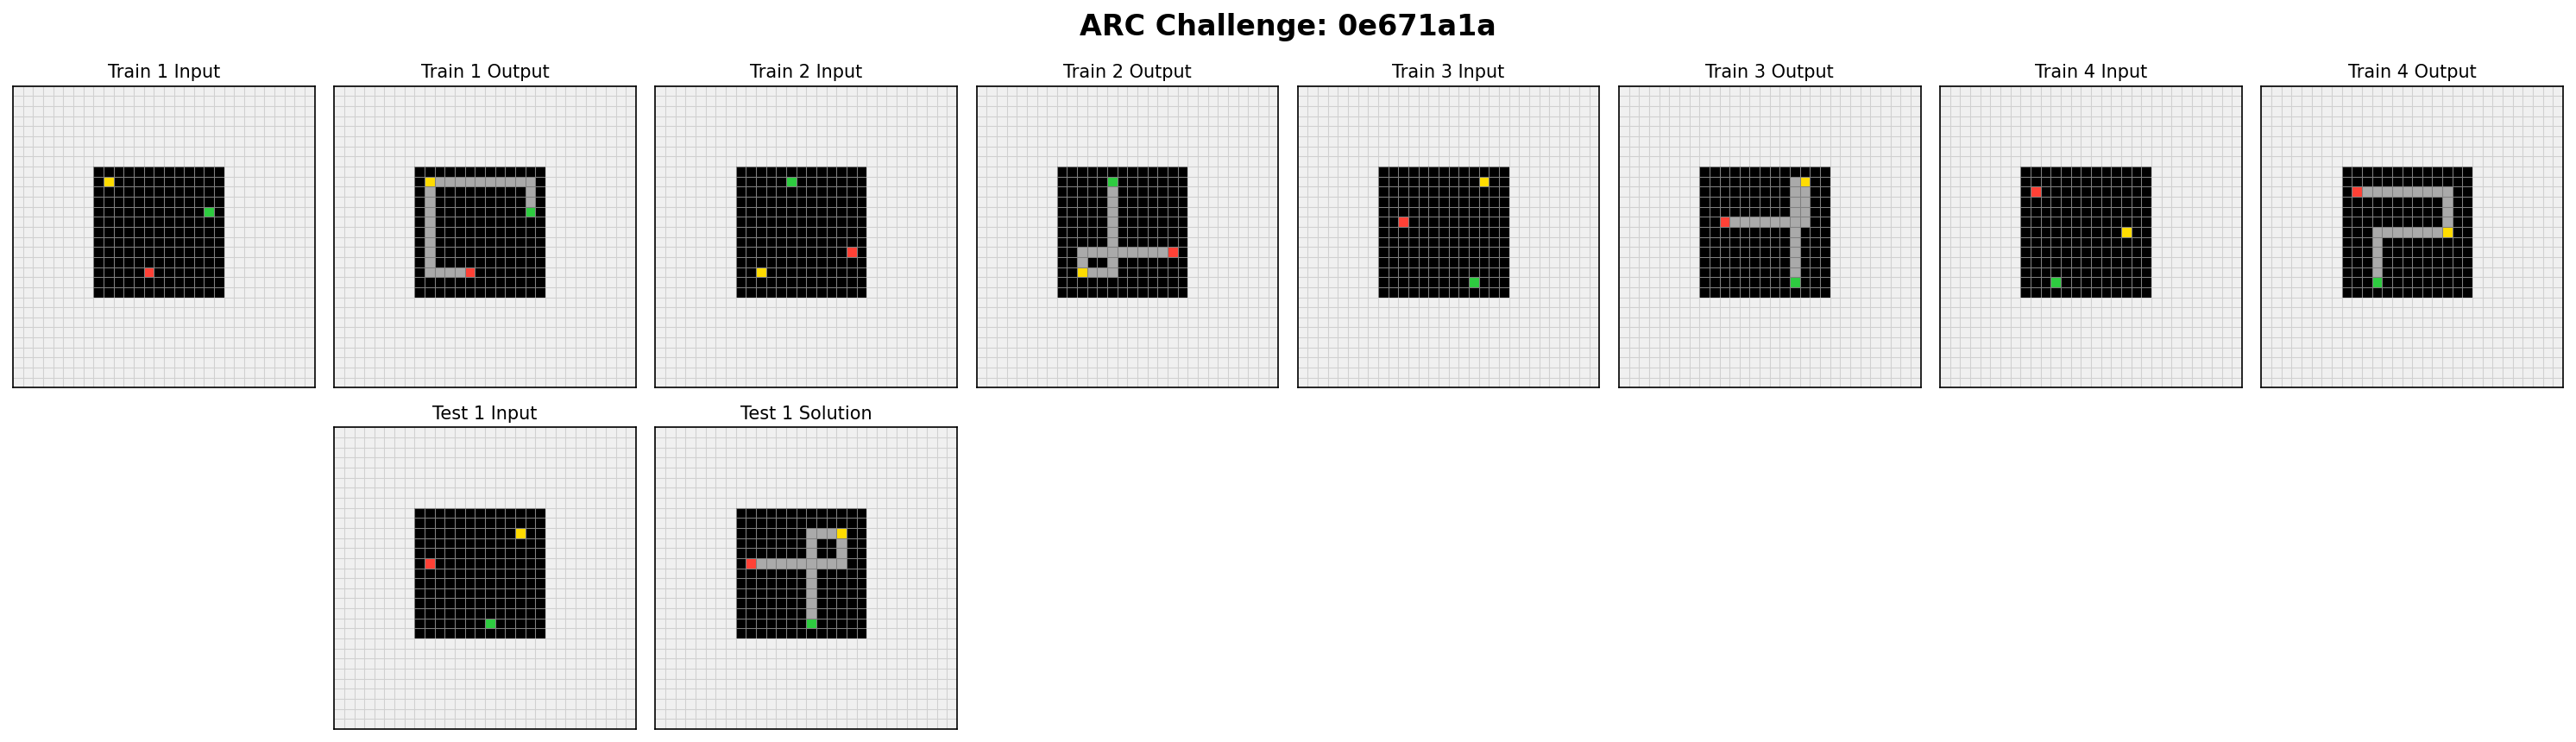 ARC Challenge: 0e671a1a
Train 1 Input
Train 1 Output
Train 2 Input
Train 2 Output
Train 3 Input
Train 3 Output
Train 4 Input
Train 4 Output
Test 1 Input
Test 1 Solution